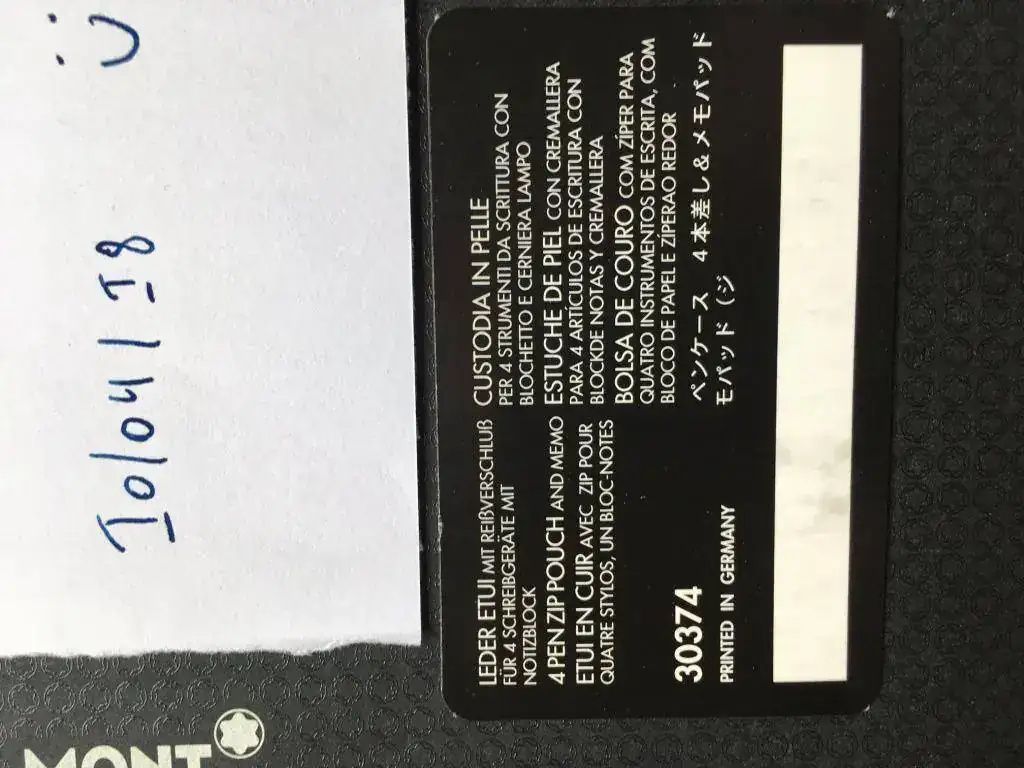 10/04/18 :)
MONT
LEDER ETUI MIT REIßVERSCHLUß
FÜR 4 SCHREIBGERÄTE MIT
NOTIZBLOCK
4 PEN ZIP POUCH AND MEMO
ETUI EN CUIR AVEC ZIP POUR
QUATRE STYLOS, UN BLOC-NOTES
30374
PRINTED IN GERMANY
CUSTODIA IN PELLE
PER 4 STRUMENTI DA SCRITTURA CON
BLOCHETTO E CERNIERA LAMPO
ESTUCHE DE PIEL CON CREMALLERA
PARA 4 ARTÍCULOS DE ESCRITURA CON
BLOCKDE NOTAS Y CREMALLERA
BOLSA DE COURO COM ZÍPER PARA
QUATRO INSTRUMENTOS DE ESCRITA, COM
BLOCO DE PAPEL E ZÍPERAO REDOR
ペンケース 4本差し&メモパッド
モパッド (ジ